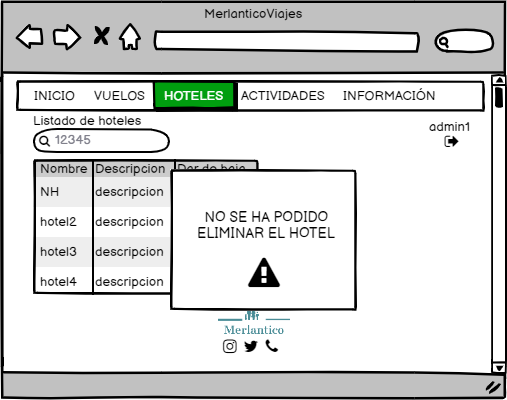 MerlanticoViajes
INICIO VUELOS HOTELES ACTIVIDADES INFORMACIÓN
Listado de hoteles
admin1
12345
Nombre Descripcion Dar de baja
NH descripcion
hotel2 descripcion
hotel3 descripcion
hotel4 descripcion
NO SE HA PODIDO
ELIMINAR EL HOTEL
Merlantico